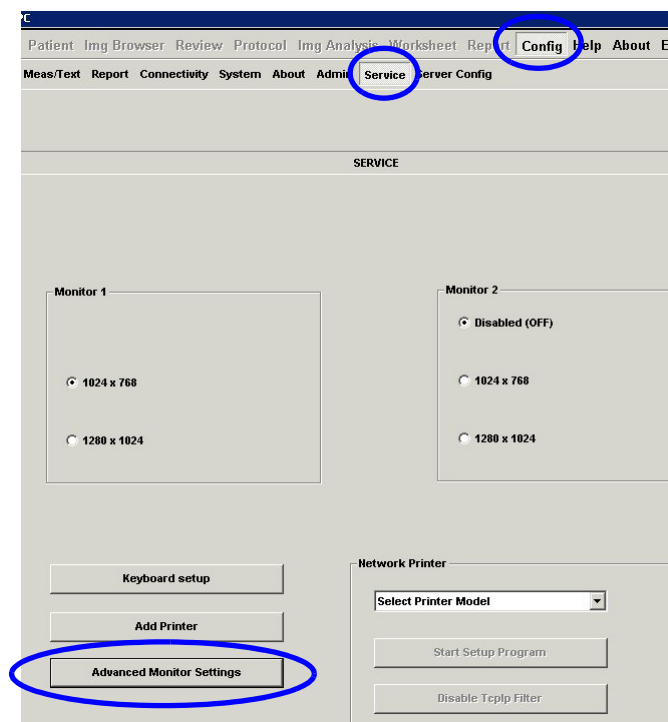 PC
Patient Img Browser Review Protocol Img Analysis Worksheet Report Config Help About E
Meas/Text Report Connectivity System About Admin Service Server Config
SERVICE
Monitor 1
1024 x 768
1280 x 1024
Monitor 2
Disabled (OFF)
1024 x 768
1280 x 1024
Keyboard setup
Add Printer
Advanced Monitor Settings
Network Printer
Select Printer Model
Start Setup Program
Disable TcpIp Filter